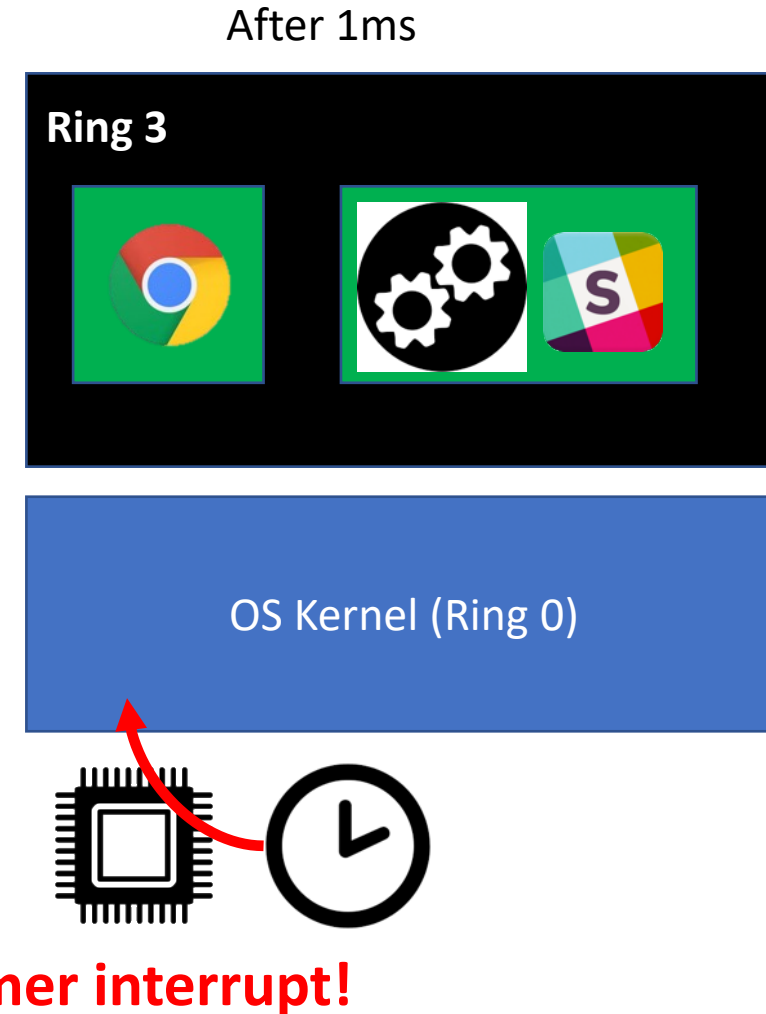 After 1ms
Ring 3
S
OS Kernel (Ring 0)
mer interrupt!